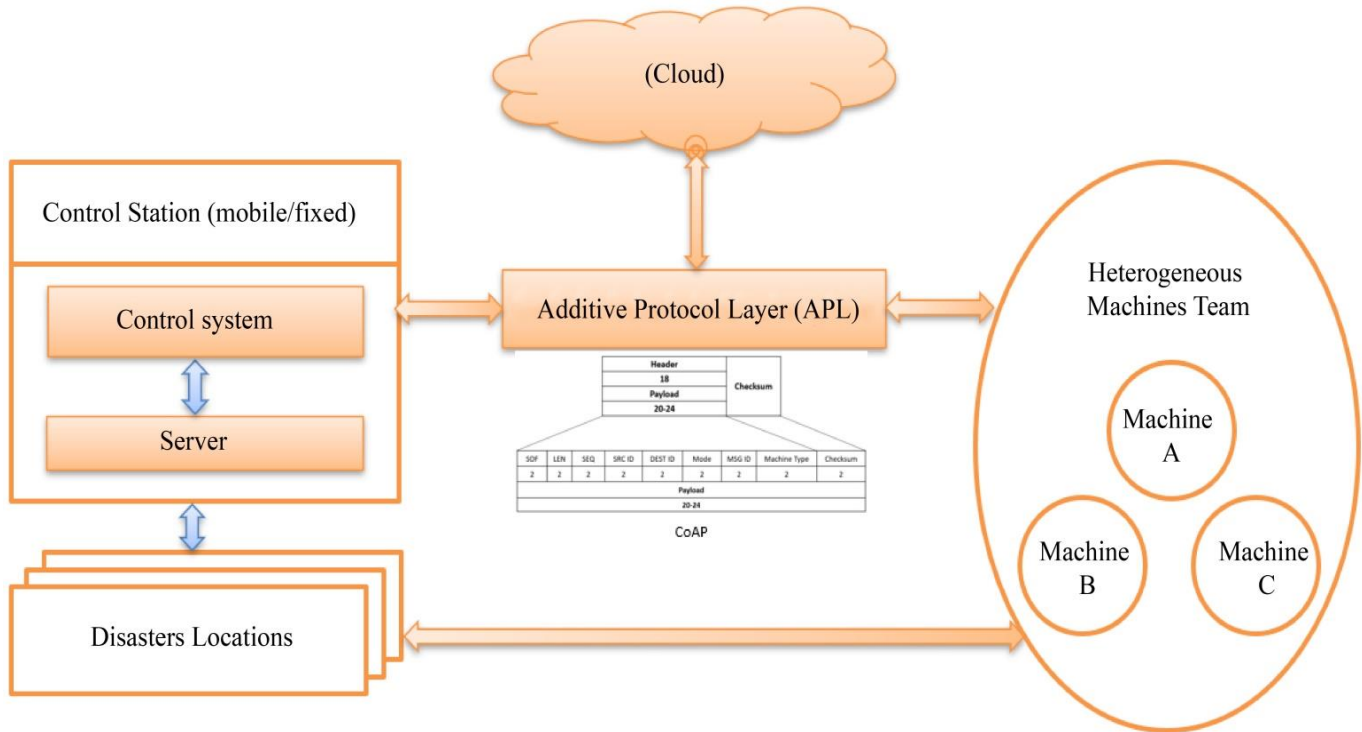 (Cloud)
Control Station (mobile/fixed)
Control system
Server
Disasters Locations
Additive Protocol Layer (APL)
Header
18
Payload
20-24
Checksum
SOF LEN SEQ SRC ID DEST ID Mode MSG ID Machine Type Checksum
2 2 2 2 2 2 2 2 2
Payload
20-24
CoAP
Heterogeneous
Machines Team
Machine
A
Machine
B
Machine
C